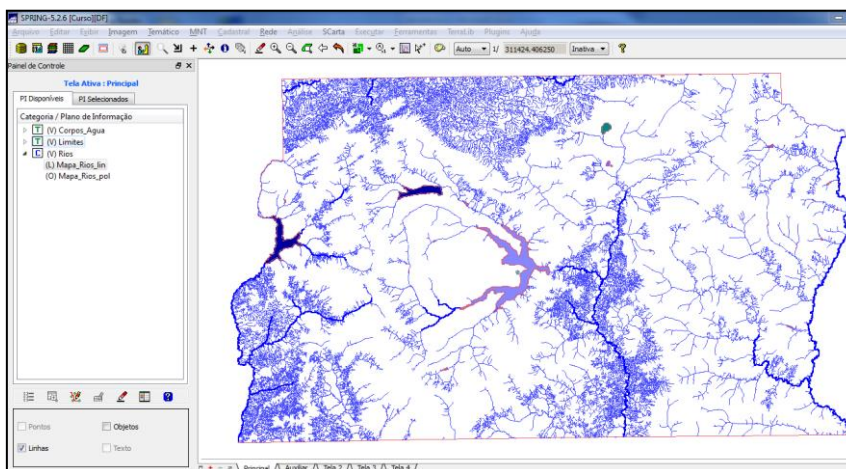 SPRING-5.2.6 [Curso][DF]
Arquivo Editar Exibir Imagem Temático MNT Cadastral Rede Análise SCarta Executar Ferramentas TerraLib Plugins Ajuda
Auto 1/ 311424.406250 Inativa
Painel de Controle
Tela Ativa : Principal
PI Disponíveis PI Selecionados
Categoria / Plano de Informação
T (V) Corpos_Agua
T (V) Limites
C (V) Rios
(L) Mapa_Rios_lin
(O) Mapa_Rios_pol
Pontos Objetos
Linhas Texto
Principal Auxiliar Tela 2 Tela 3 Tela 4